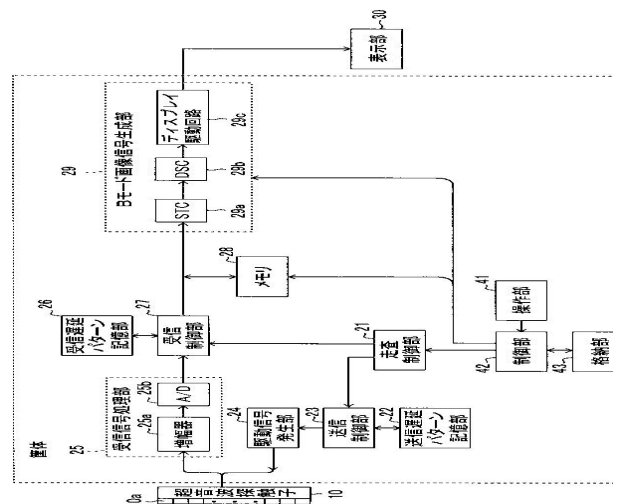 30
表示部
29
Bモード画像信号生成部
ディスプレイ
駆動回路
29c
DSC
29b
STC
29a
28
メモリ
26
受信遅延
パターン
記憶部
27
受信
制御部
41
操作部
21
走査
制御部
42
制御部
43
格納部
筐体
25
受信信号処理部
25b
A/D
25a
増幅器
24
駆動信号
発生部
23
送信
制御部
22
送信遅延
パターン
記憶部
超音波探触子
10
0a